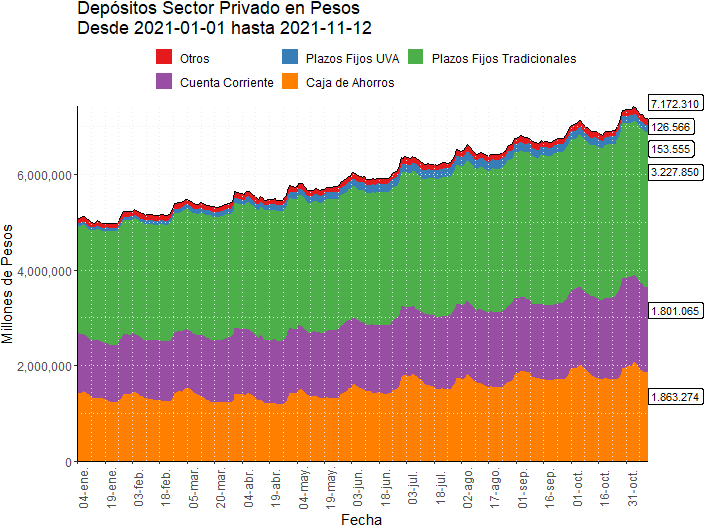 Depósitos Sector Privado en Pesos
Desde 2021-01-01 hasta 2021-11-12
Otros Plazos Fijos UVA Plazos Fijos Tradicionales
Cuenta Corriente Caja de Ahorros
7.172.310
126.566
153.555
3.227.850
1.801.065
1.863.274
Millones de Pesos
6,000,000
4,000,000
2,000,000
0
04-ene.
19-ene.
03-feb.
18-feb.
05-mar.
20-mar.
04-abr.
19-abr.
04-may.
19-may.
03-jun.
18-jun.
03-jul.
18-jul.
02-ago.
17-ago.
01-sep.
16-sep.
01-oct.
16-oct.
31-oct.
Fecha